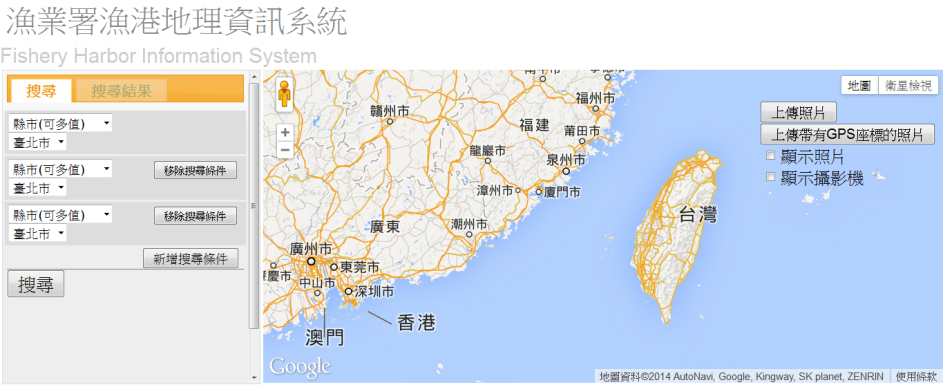 漁業署漁港地理資訊系統
Fishery Harbor Information System
搜尋 搜尋結果
縣市(可多值)
臺北市
縣市(可多值) 移除搜尋條件
臺北市
縣市(可多值) 移除搜尋條件
臺北市
新增搜尋條件
搜尋
地圖 衛星檢視
上傳照片
上傳帶有GPS座標的照片
顯示照片
顯示攝影機
福州市
贛州市
福建
莆田市
龍巖市
泉州市
漳州市
廈門市
台灣
廣東
潮州市
廣州市
東莞市
慶市
中山市
深圳市
香港
澳門
Google
地圖資料©2014 AutoNavi, Google, Kingway, SK planet, ZENRIN 使用條款